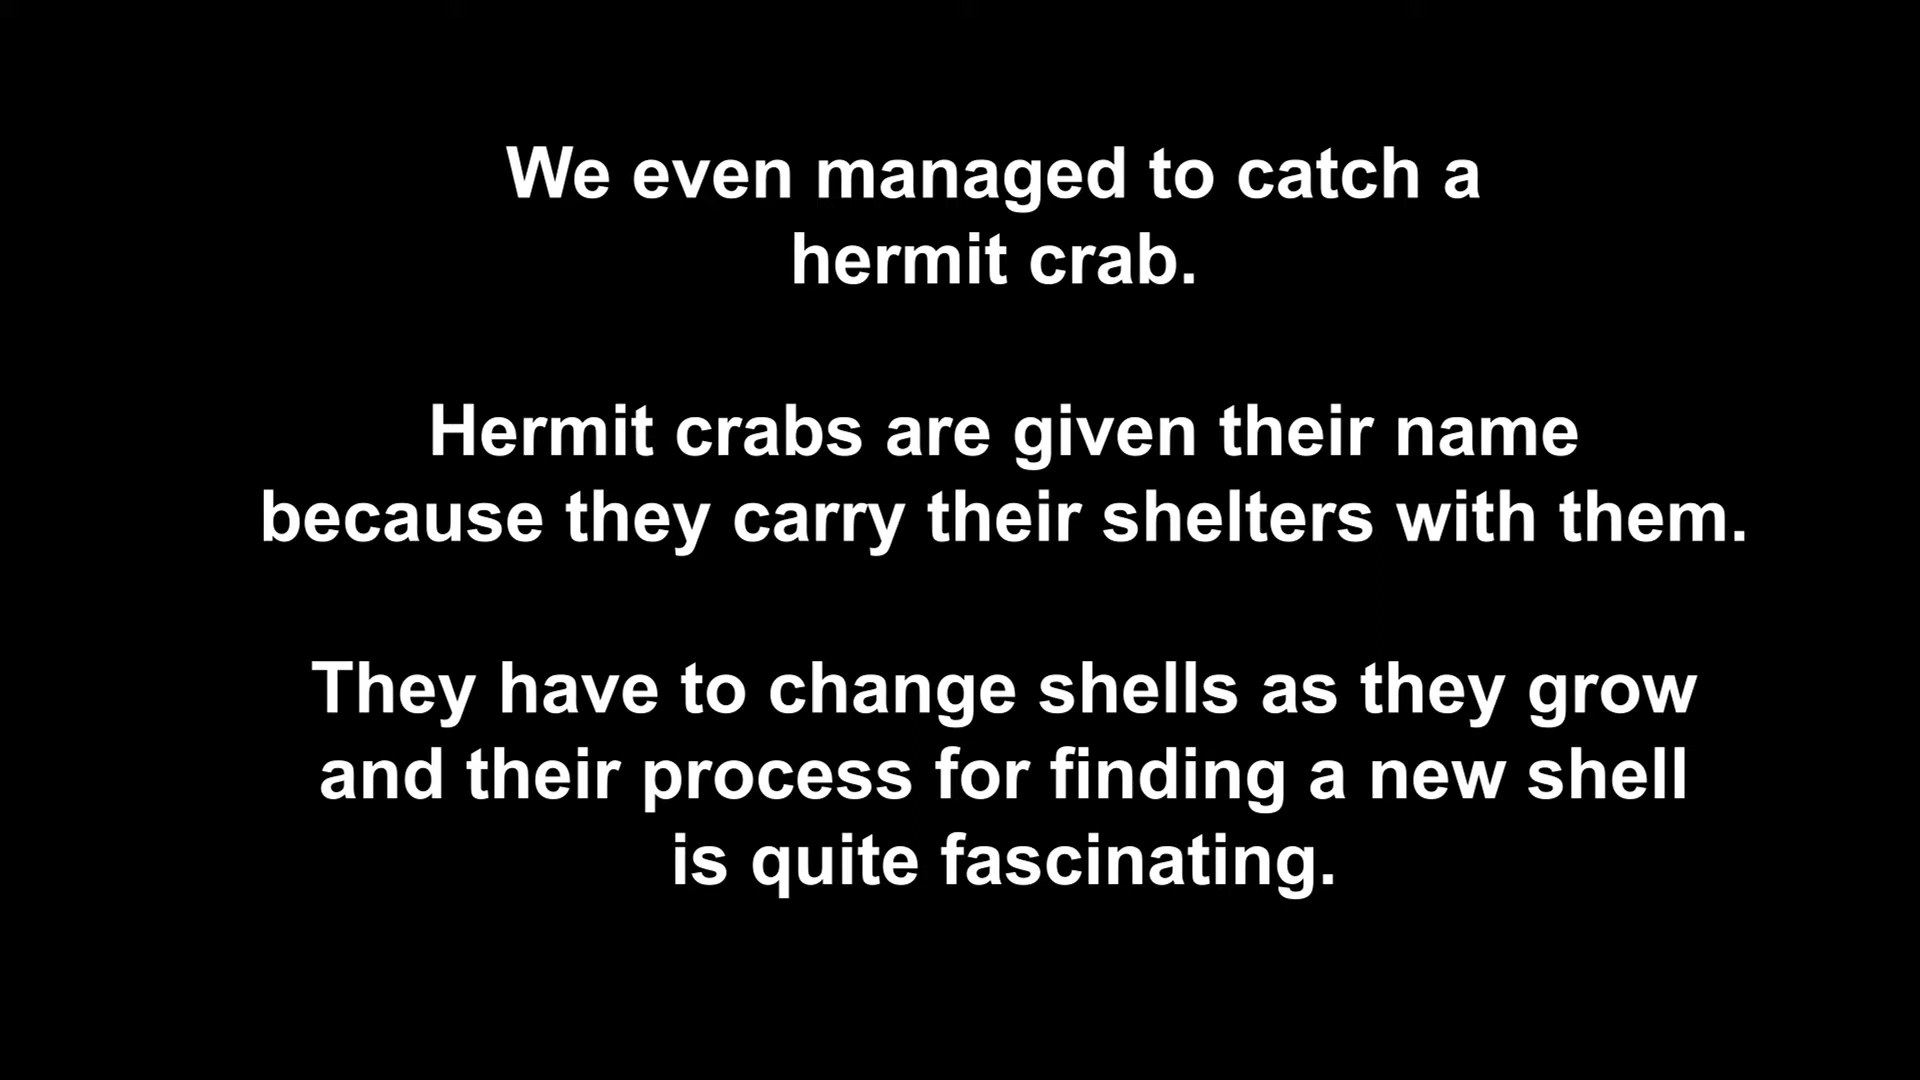 We even managed to catch a
hermit crab.
Hermit crabs are given their name
because they carry their shelters with them.
They have to change shells as they grow
and their process for finding a new shell
is quite fascinating.